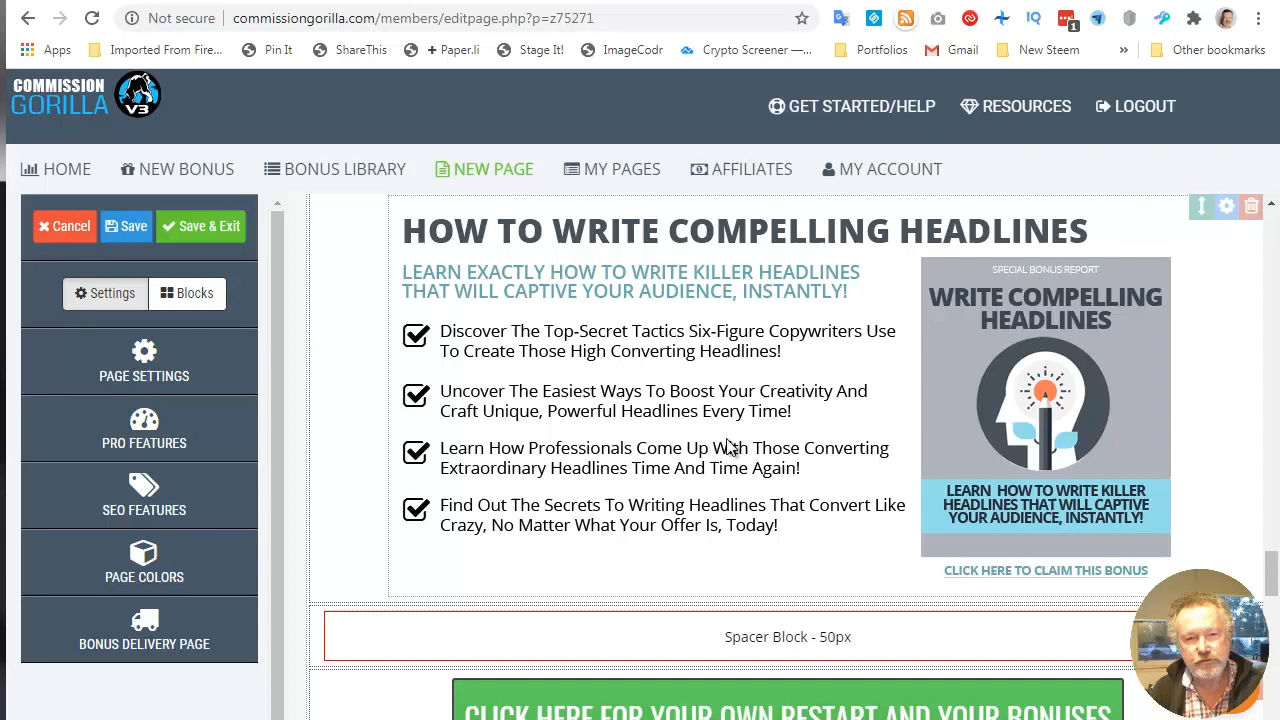 Not secure commissiongorilla.com/members/editpage.php?p=z75271
Apps Imported From Fire... Pin It ShareThis + Paper.li Stage It! ImageCodr Crypto Screener —... Portfolios Gmail New Steem » Other bookmarks
COMMISSION
GORILLA V3
GET STARTED/HELP RESOURCES LOGOUT
HOME NEW BONUS BONUS LIBRARY NEW PAGE MY PAGES AFFILIATES MY ACCOUNT
Cancel Save Save & Exit
Settings Blocks
PAGE SETTINGS
PRO FEATURES
SEO FEATURES
PAGE COLORS
BONUS DELIVERY PAGE
HOW TO WRITE COMPELLING HEADLINES
LEARN EXACTLY HOW TO WRITE KILLER HEADLINES
THAT WILL CAPTIVE YOUR AUDIENCE, INSTANTLY!
Discover The Top-Secret Tactics Six-Figure Copywriters Use
To Create Those High Converting Headlines!
Uncover The Easiest Ways To Boost Your Creativity And
Craft Unique, Powerful Headlines Every Time!
Learn How Professionals Come Up With Those Converting
Extraordinary Headlines Time And Time Again!
Find Out The Secrets To Writing Headlines That Convert Like
Crazy, No Matter What Your Offer Is, Today!
SPECIAL BONUS REPORT
WRITE COMPELLING
HEADLINES
LEARN HOW TO WRITE KILLER
HEADLINES THAT WILL CAPTIVE
YOUR AUDIENCE, INSTANTLY!
CLICK HERE TO CLAIM THIS BONUS
Spacer Block - 50px
CLICK HERE FOR YOUR OWN RESTART AND YOUR BONUSES